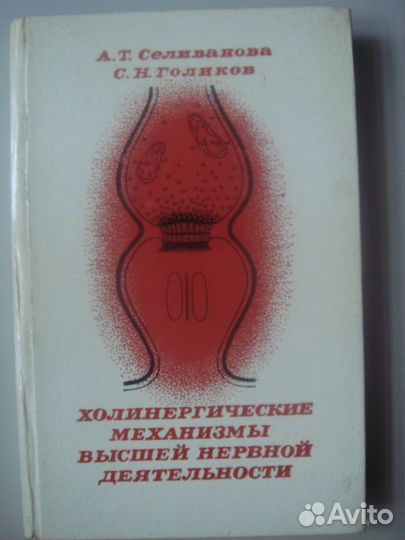 А.Т. Селиванова
С.Н. Голиков
ХОЛИНЕРГИЧЕСКИЕ
МЕХАНИЗМЫ
ВЫСШЕЙ НЕРВНОЙ
ДЕЯТЕЛЬНОСТИ
Avito